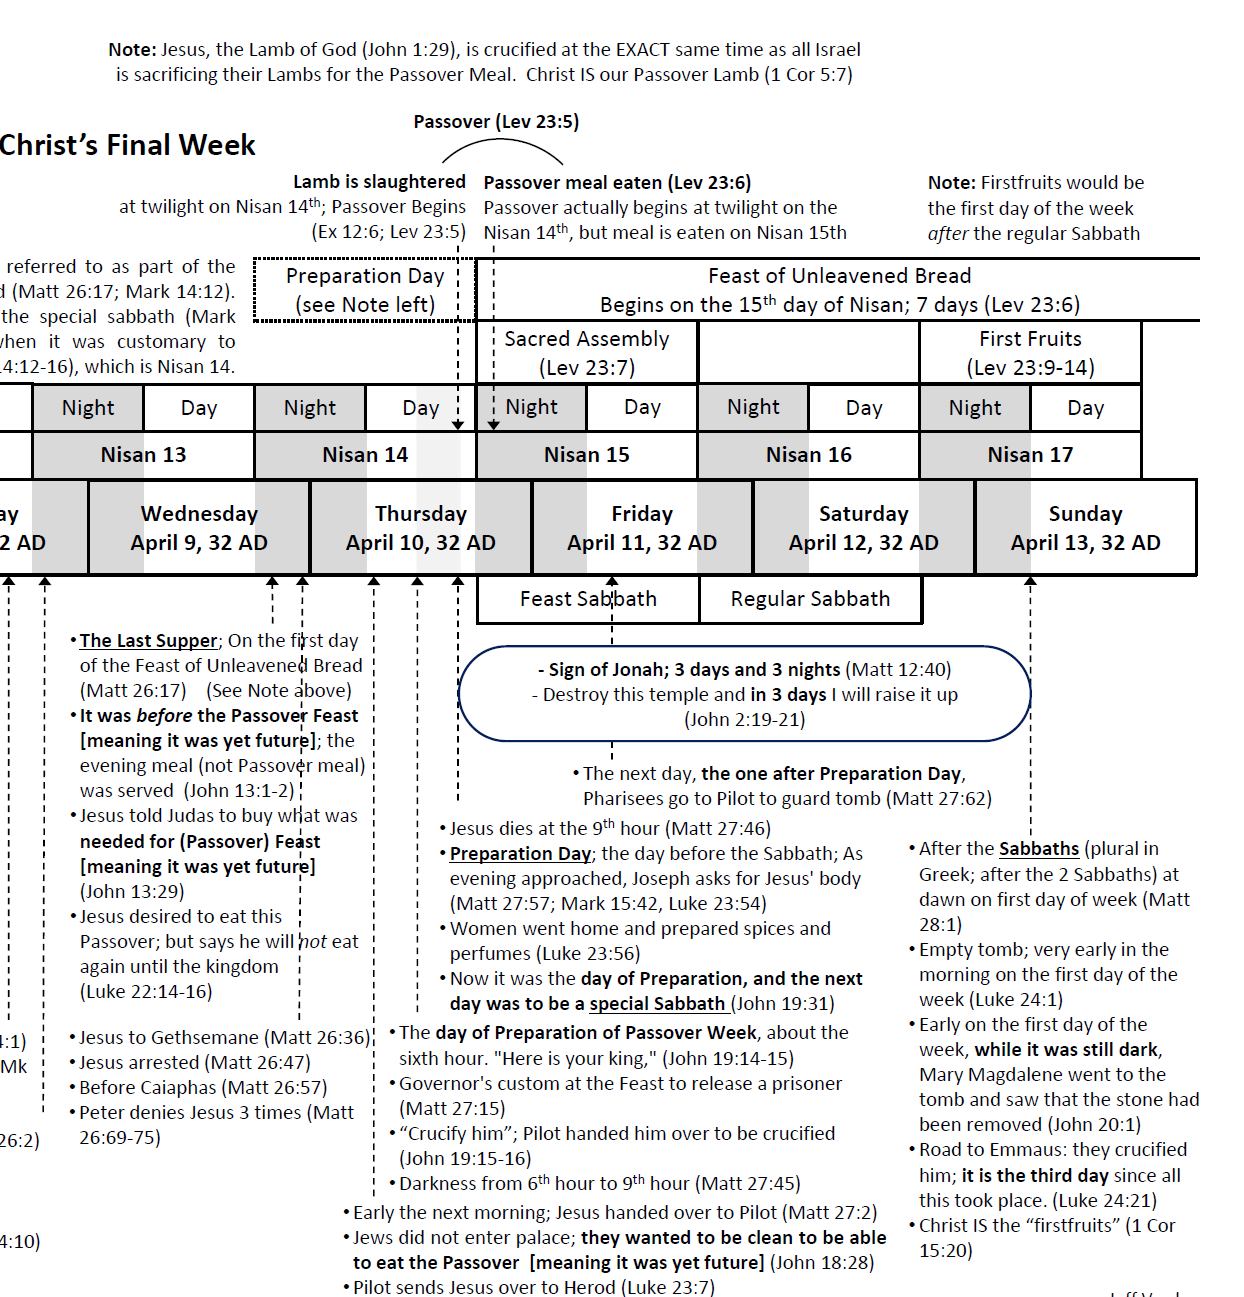 Note: Jesus, the Lamb of God (John 1:29), is crucified at the EXACT same time as all Israel
is sacrificing their Lambs for the Passover Meal. Christ IS our Passover Lamb (1 Cor 5:7)
Passover (Lev 23:5)
Christ's Final Week
Lamb is slaughtered
at twilight on Nisan 14th; Passover Begins
(Ex 12:6; Lev 23:5)
Passover meal eaten (Lev 23:6)
Passover actually begins at twilight on the
Nisan 14th, but meal is eaten on Nisan 15th
Note: Firstfruits would be
the first day of the week
after the regular Sabbath
referred to as part of the
(Matt 26:17; Mark 14:12).
the special sabbath (Mark
when it was customary to
14:12-16), which is Nisan 14.
Preparation Day
(see Note left)
Feast of Unleavened Bread
Begins on the 15th day of Nisan; 7 days (Lev 23:6)
Sacred Assembly
(Lev 23:7)
First Fruits
(Lev 23:9-14)
Night Day Night Day Night Day Night Day Night Day
Nisan 13 Nisan 14 Nisan 15 Nisan 16 Nisan 17
ay Wednesday Thursday Friday Saturday Sunday
2 AD April 9, 32 AD April 10, 32 AD April 11, 32 AD April 12, 32 AD April 13, 32 AD
Feast Sabbath Regular Sabbath
• The Last Supper; On the first day
of the Feast of Unleavened Bread
(Matt 26:17) (See Note above)
• It was before the Passover Feast
[meaning it was yet future]; the
evening meal (not Passover meal)
was served (John 13:1-2)
• Jesus told Judas to buy what was
needed for (Passover) Feast
[meaning it was yet future]
(John 13:29)
• Jesus desired to eat this
Passover; but says he will not eat
again until the kingdom
(Luke 22:14-16)
- Sign of Jonah; 3 days and 3 nights (Matt 12:40)
- Destroy this temple and in 3 days I will raise it up
(John 2:19-21)
• The next day, the one after Preparation Day,
Pharisees go to Pilot to guard tomb (Matt 27:62)
• Jesus dies at the 9th hour (Matt 27:46)
• Preparation Day; the day before the Sabbath; As
evening approached, Joseph asks for Jesus' body
(Matt 27:57; Mark 15:42, Luke 23:54)
• Women went home and prepared spices and
perfumes (Luke 23:56)
• Now it was the day of Preparation, and the next
day was to be a special Sabbath (John 19:31)
• After the Sabbaths (plural in
Greek; after the 2 Sabbaths) at
dawn on first day of week (Matt
28:1)
• Empty tomb; very early in the
morning on the first day of the
week (Luke 24:1)
• Early on the first day of the
week, while it was still dark,
Mary Magdalene went to the
tomb and saw that the stone had
been removed (John 20:1)
• Road to Emmaus: they crucified
him; it is the third day since all
this took place. (Luke 24:21)
• Christ IS the "firstfruits" (1 Cor
15:20)
4:1)
Mk
26:2)
4:10)
• Jesus to Gethsemane (Matt 26:36)
• Jesus arrested (Matt 26:47)
• Before Caiaphas (Matt 26:57)
• Peter denies Jesus 3 times (Matt
26:69-75)
• The day of Preparation of Passover Week, about the
sixth hour. "Here is your king," (John 19:14-15)
• Governor's custom at the Feast to release a prisoner
(Matt 27:15)
• "Crucify him"; Pilot handed him over to be crucified
(John 19:15-16)
• Darkness from 6th hour to 9th hour (Matt 27:45)
• Early the next morning; Jesus handed over to Pilot (Matt 27:2)
• Jews did not enter palace; they wanted to be clean to be able
to eat the Passover [meaning it was yet future] (John 18:28)
• Pilot sends Jesus over to Herod (Luke 23:7)